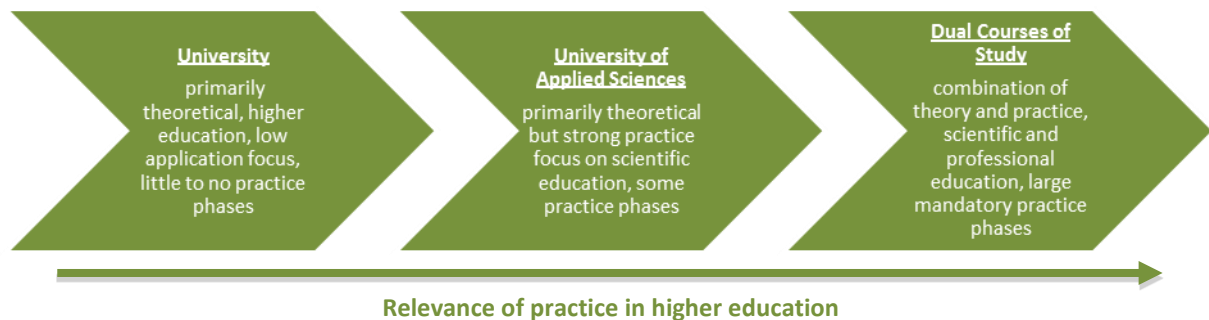 University
primarily
theoretical, higher
education, low
application focus,
little to no practice
phases
University of
Applied Sciences
primarily theoretical
but strong practice
focus on scientific
education, some
practice phases
Dual Courses of
Study
combination of
theory and practice,
scientific and
professional
education, large
mandatory practice
phases
Relevance of practice in higher education